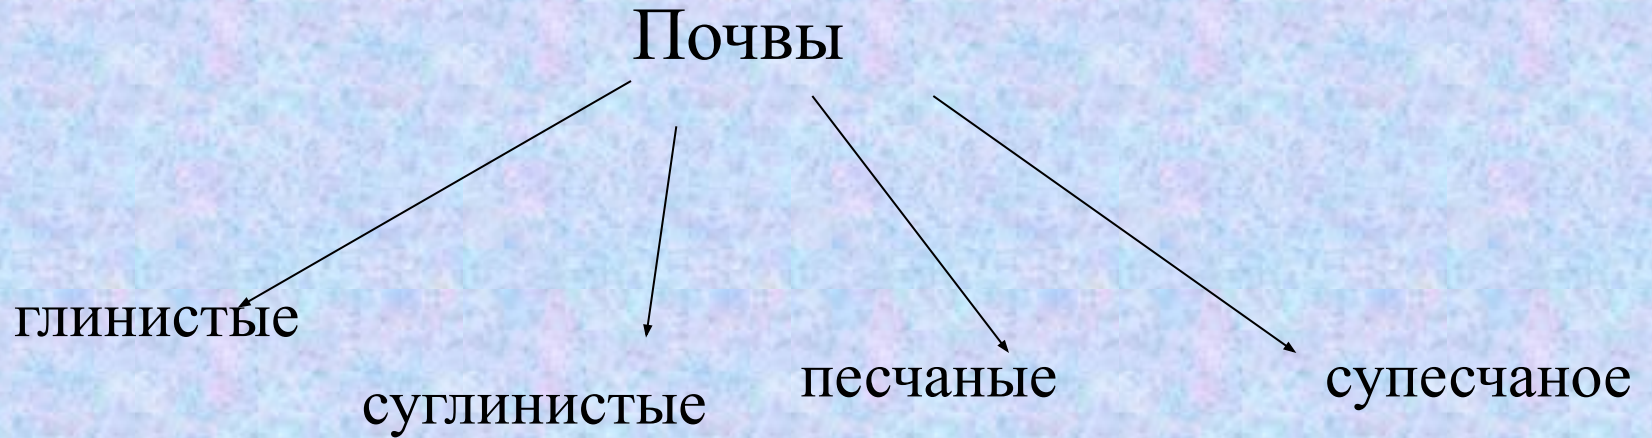 Почвы
глинистые
суглинистые
песчаные
супесчаное